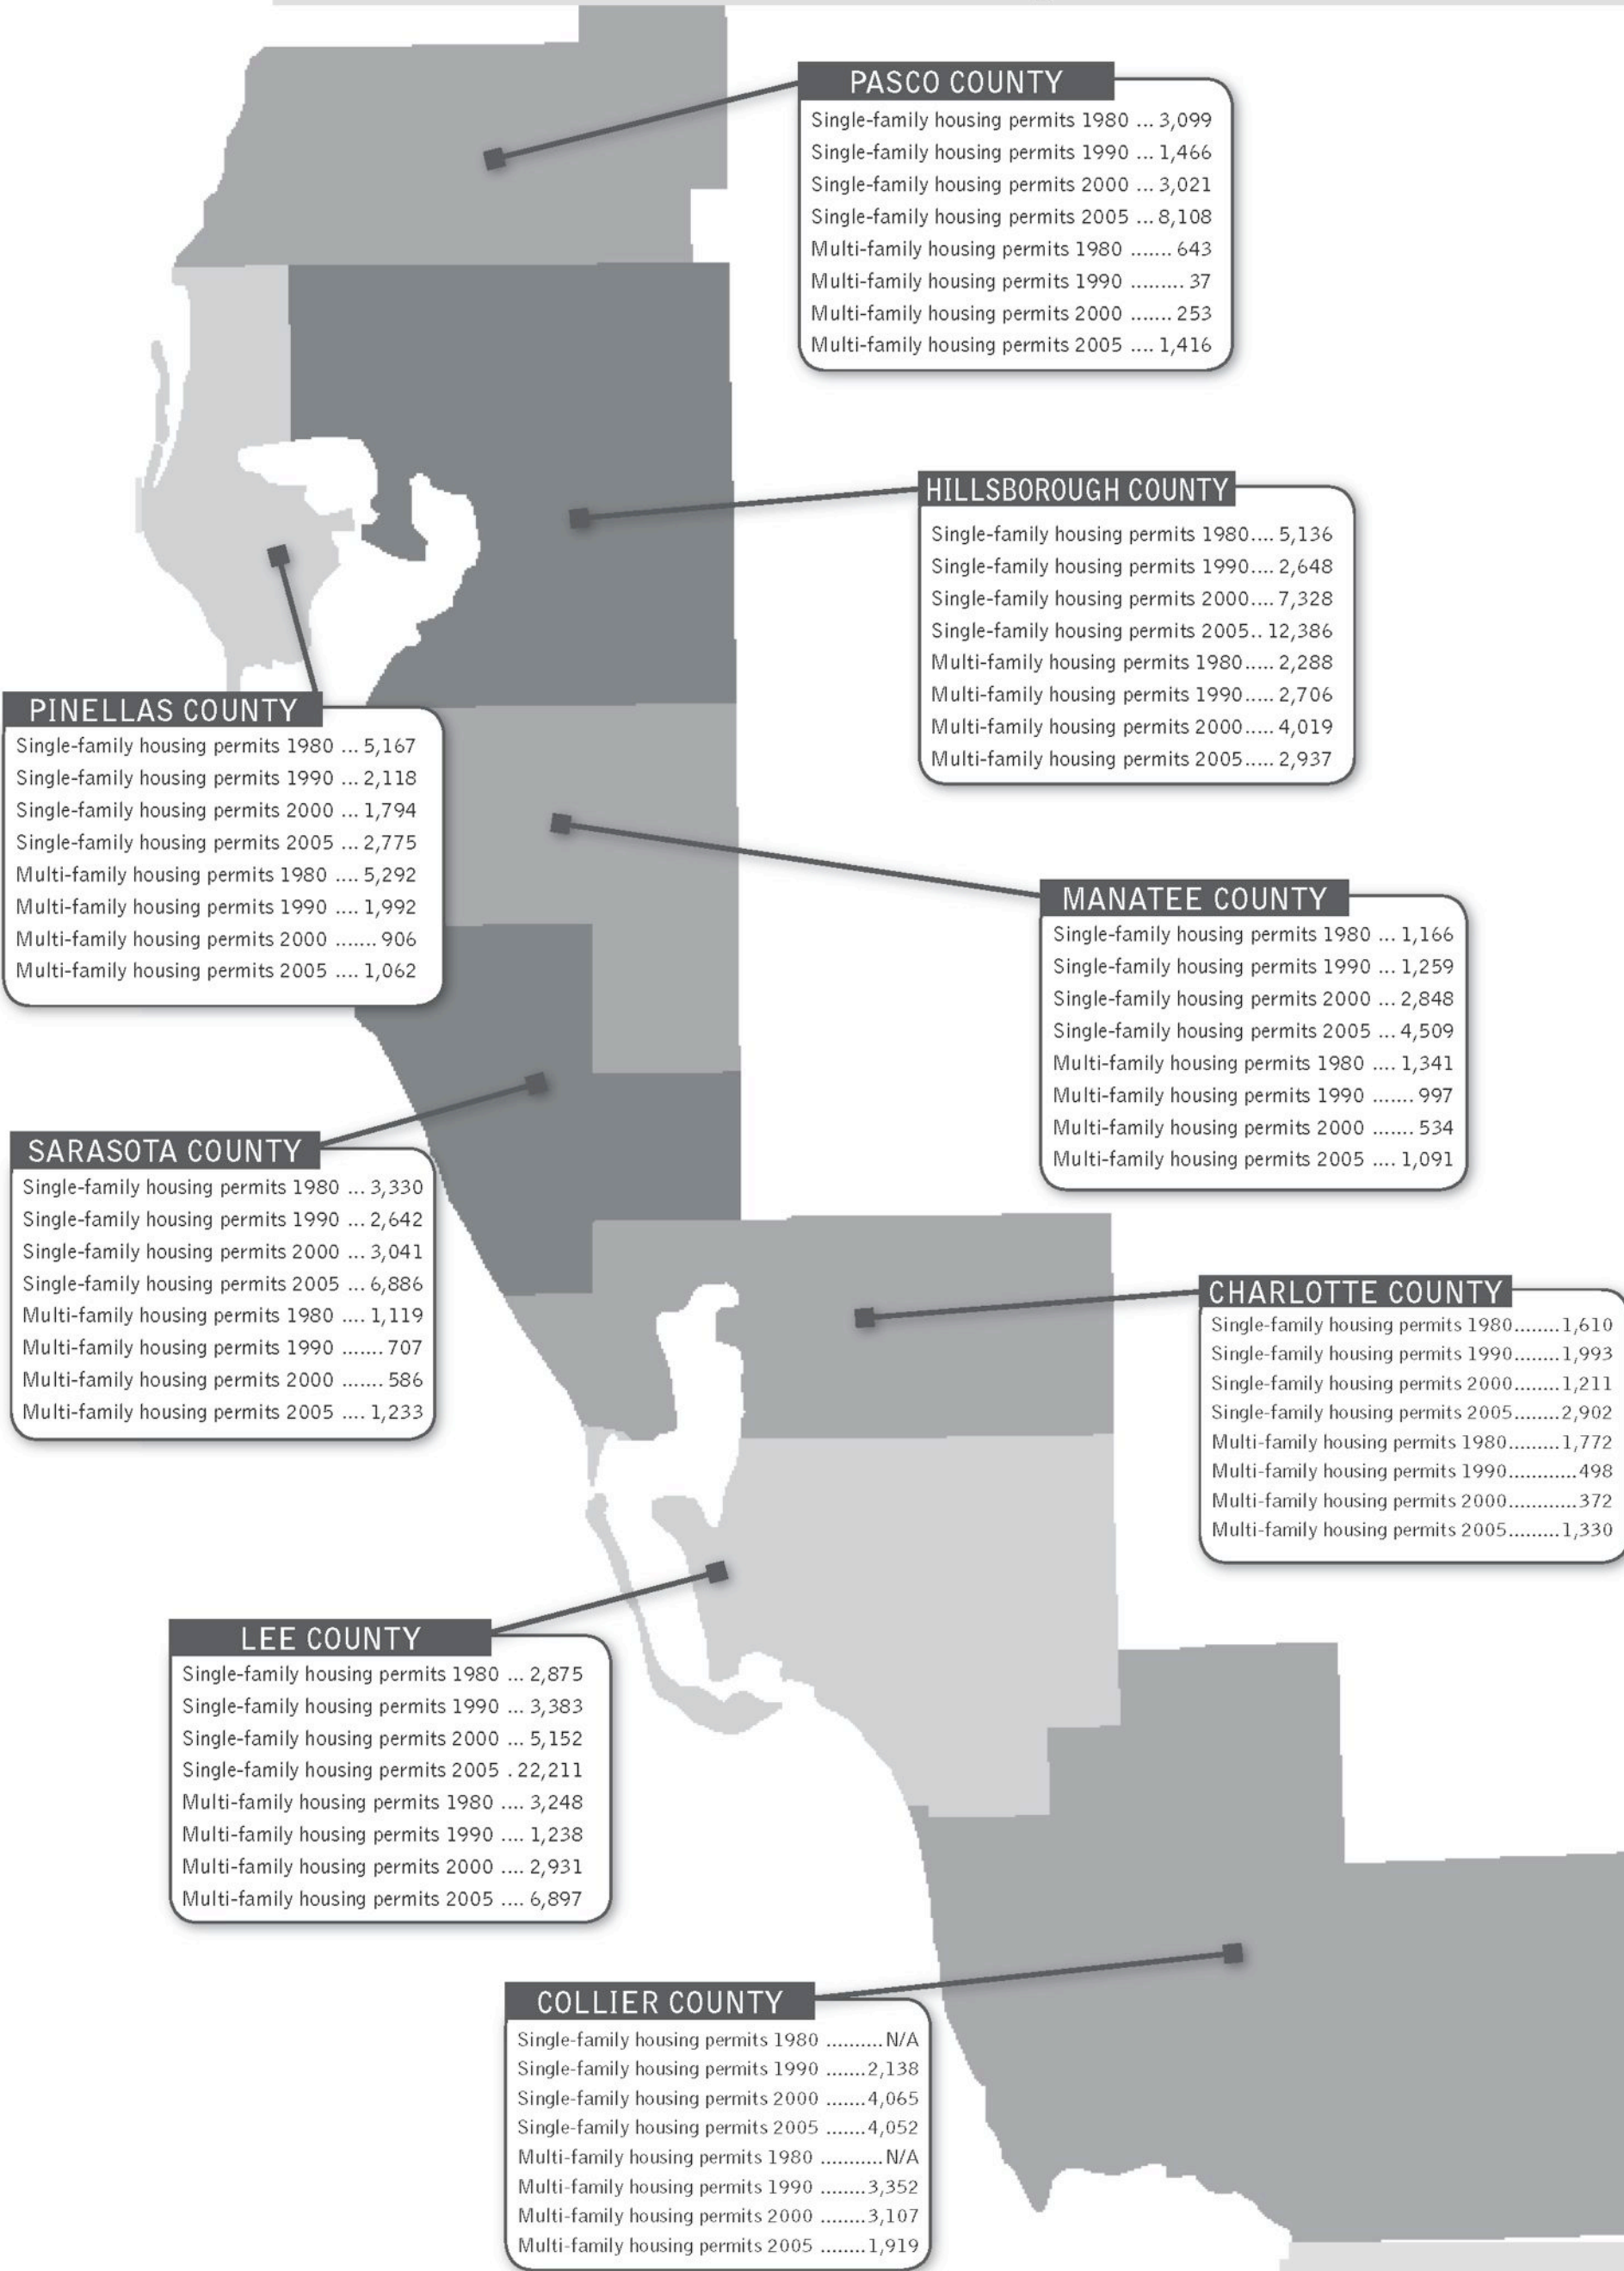 PASCO COUNTY
Single-family housing permits 1980 ... 3,099
Single-family housing permits 1990 ... 1,466
Single-family housing permits 2000 ... 3,021
Single-family housing permits 2005 ... 8,108
Multi-family housing permits 1980 ....... 643
Multi-family housing permits 1990 ......... 37
Multi-family housing permits 2000 ....... 253
Multi-family housing permits 2005 .... 1,416
HILLSBOROUGH COUNTY
Single-family housing permits 1980.... 5,136
Single-family housing permits 1990.... 2,648
Single-family housing permits 2000.... 7,328
Single-family housing permits 2005.. 12,386
Multi-family housing permits 1980..... 2,288
Multi-family housing permits 1990..... 2,706
Multi-family housing permits 2000..... 4,019
Multi-family housing permits 2005..... 2,937
PINELLAS COUNTY
Single-family housing permits 1980 ... 5,167
Single-family housing permits 1990 ... 2,118
Single-family housing permits 2000 ... 1,794
Single-family housing permits 2005 ... 2,775
Multi-family housing permits 1980 .... 5,292
Multi-family housing permits 1990 .... 1,992
Multi-family housing permits 2000 ....... 906
Multi-family housing permits 2005 .... 1,062
MANATEE COUNTY
Single-family housing permits 1980 ... 1,166
Single-family housing permits 1990 ... 1,259
Single-family housing permits 2000 ... 2,848
Single-family housing permits 2005 ... 4,509
Multi-family housing permits 1980 .... 1,341
Multi-family housing permits 1990 ....... 997
Multi-family housing permits 2000 ....... 534
Multi-family housing permits 2005 .... 1,091
SARASOTA COUNTY
Single-family housing permits 1980 ... 3,330
Single-family housing permits 1990 ... 2,642
Single-family housing permits 2000 ... 3,041
Single-family housing permits 2005 ... 6,886
Multi-family housing permits 1980 .... 1,119
Multi-family housing permits 1990 ....... 707
Multi-family housing permits 2000 ....... 586
Multi-family housing permits 2005 .... 1,233
CHARLOTTE COUNTY
Single-family housing permits 1980........1,610
Single-family housing permits 1990........1,993
Single-family housing permits 2000........1,211
Single-family housing permits 2005........2,902
Multi-family housing permits 1980.........1,772
Multi-family housing permits 1990............498
Multi-family housing permits 2000............372
Multi-family housing permits 2005.........1,330
LEE COUNTY
Single-family housing permits 1980 ... 2,875
Single-family housing permits 1990 ... 3,383
Single-family housing permits 2000 ... 5,152
Single-family housing permits 2005 . 22,211
Multi-family housing permits 1980 .... 3,248
Multi-family housing permits 1990 .... 1,238
Multi-family housing permits 2000 .... 2,931
Multi-family housing permits 2005 .... 6,897
COLLIER COUNTY
Single-family housing permits 1980 ..........N/A
Single-family housing permits 1990 .......2,138
Single-family housing permits 2000 .......4,065
Single-family housing permits 2005 .......4,052
Multi-family housing permits 1980 ...........N/A
Multi-family housing permits 1990 ........3,352
Multi-family housing permits 2000 ........3,107
Multi-family housing permits 2005 ........1,919